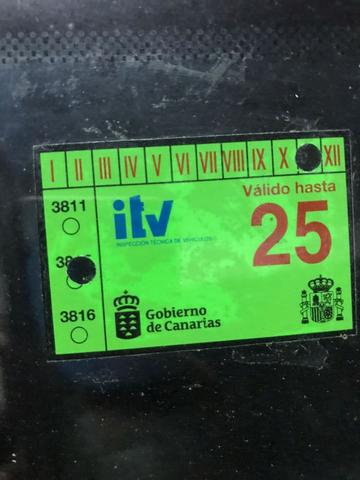 I II III IV V VI VII VIII IX X XII
3811
itv
INSPECCIÓN TÉCNICA DE VEHÍCULOS
Válido hasta
25
3816
Gobierno
de Canarias